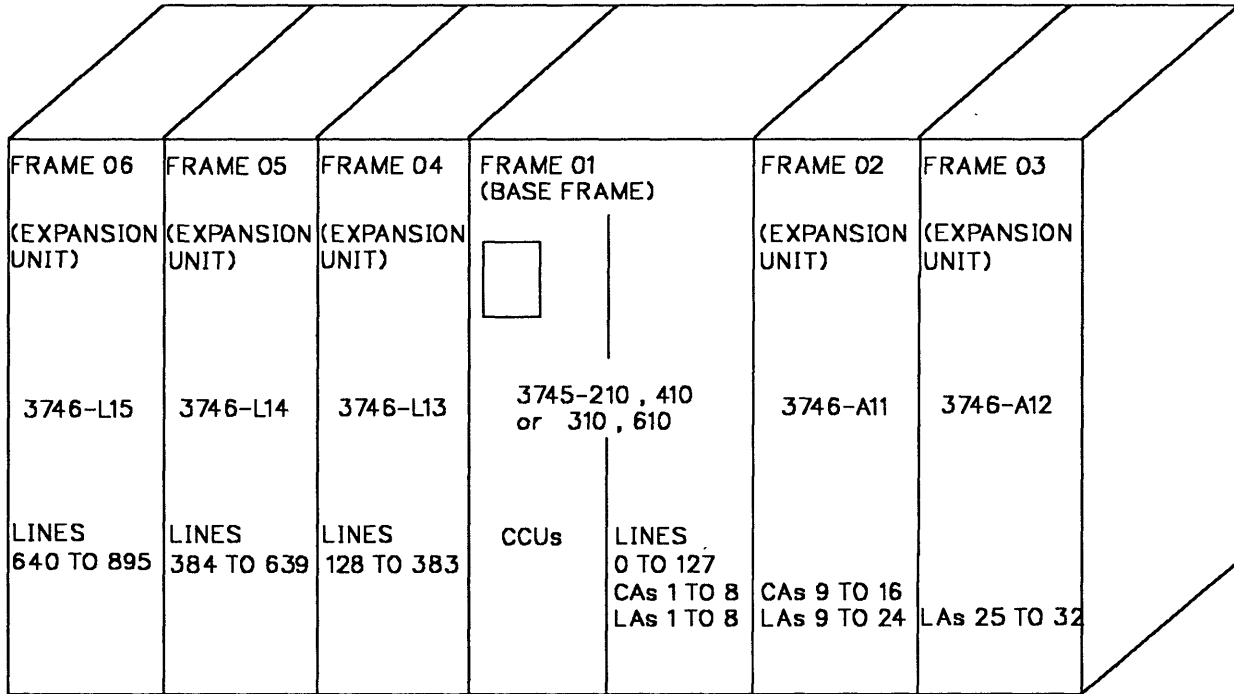 FRAME 06
(EXPANSION
UNIT)
3746-L15
LINES
640 TO 895
FRAME 05
(EXPANSION
UNIT)
3746-L14
LINES
384 TO 639
FRAME 04
(EXPANSION
UNIT)
3746-L13
LINES
128 TO 383
FRAME 01
(BASE FRAME)
3745-210 , 410
or 310 , 610
CCUs
LINES
0 TO 127
CAs 1 TO 8
LAs 1 TO 8
FRAME 02
(EXPANSION
UNIT)
3746-A11
CAs 9 TO 16
LAs 9 TO 24
FRAME 03
(EXPANSION
UNIT)
3746-A12
LAs 25 TO 32